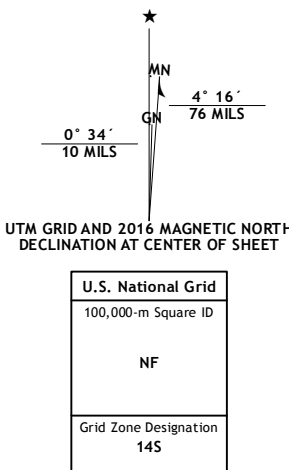 ★
MN
GN
4° 16´
76 MILS
0° 34´
10 MILS
UTM GRID AND 2016 MAGNETIC NORTH
DECLINATION AT CENTER OF SHEET
U.S. National Grid
100,000-m Square ID
NF
Grid Zone Designation
14S